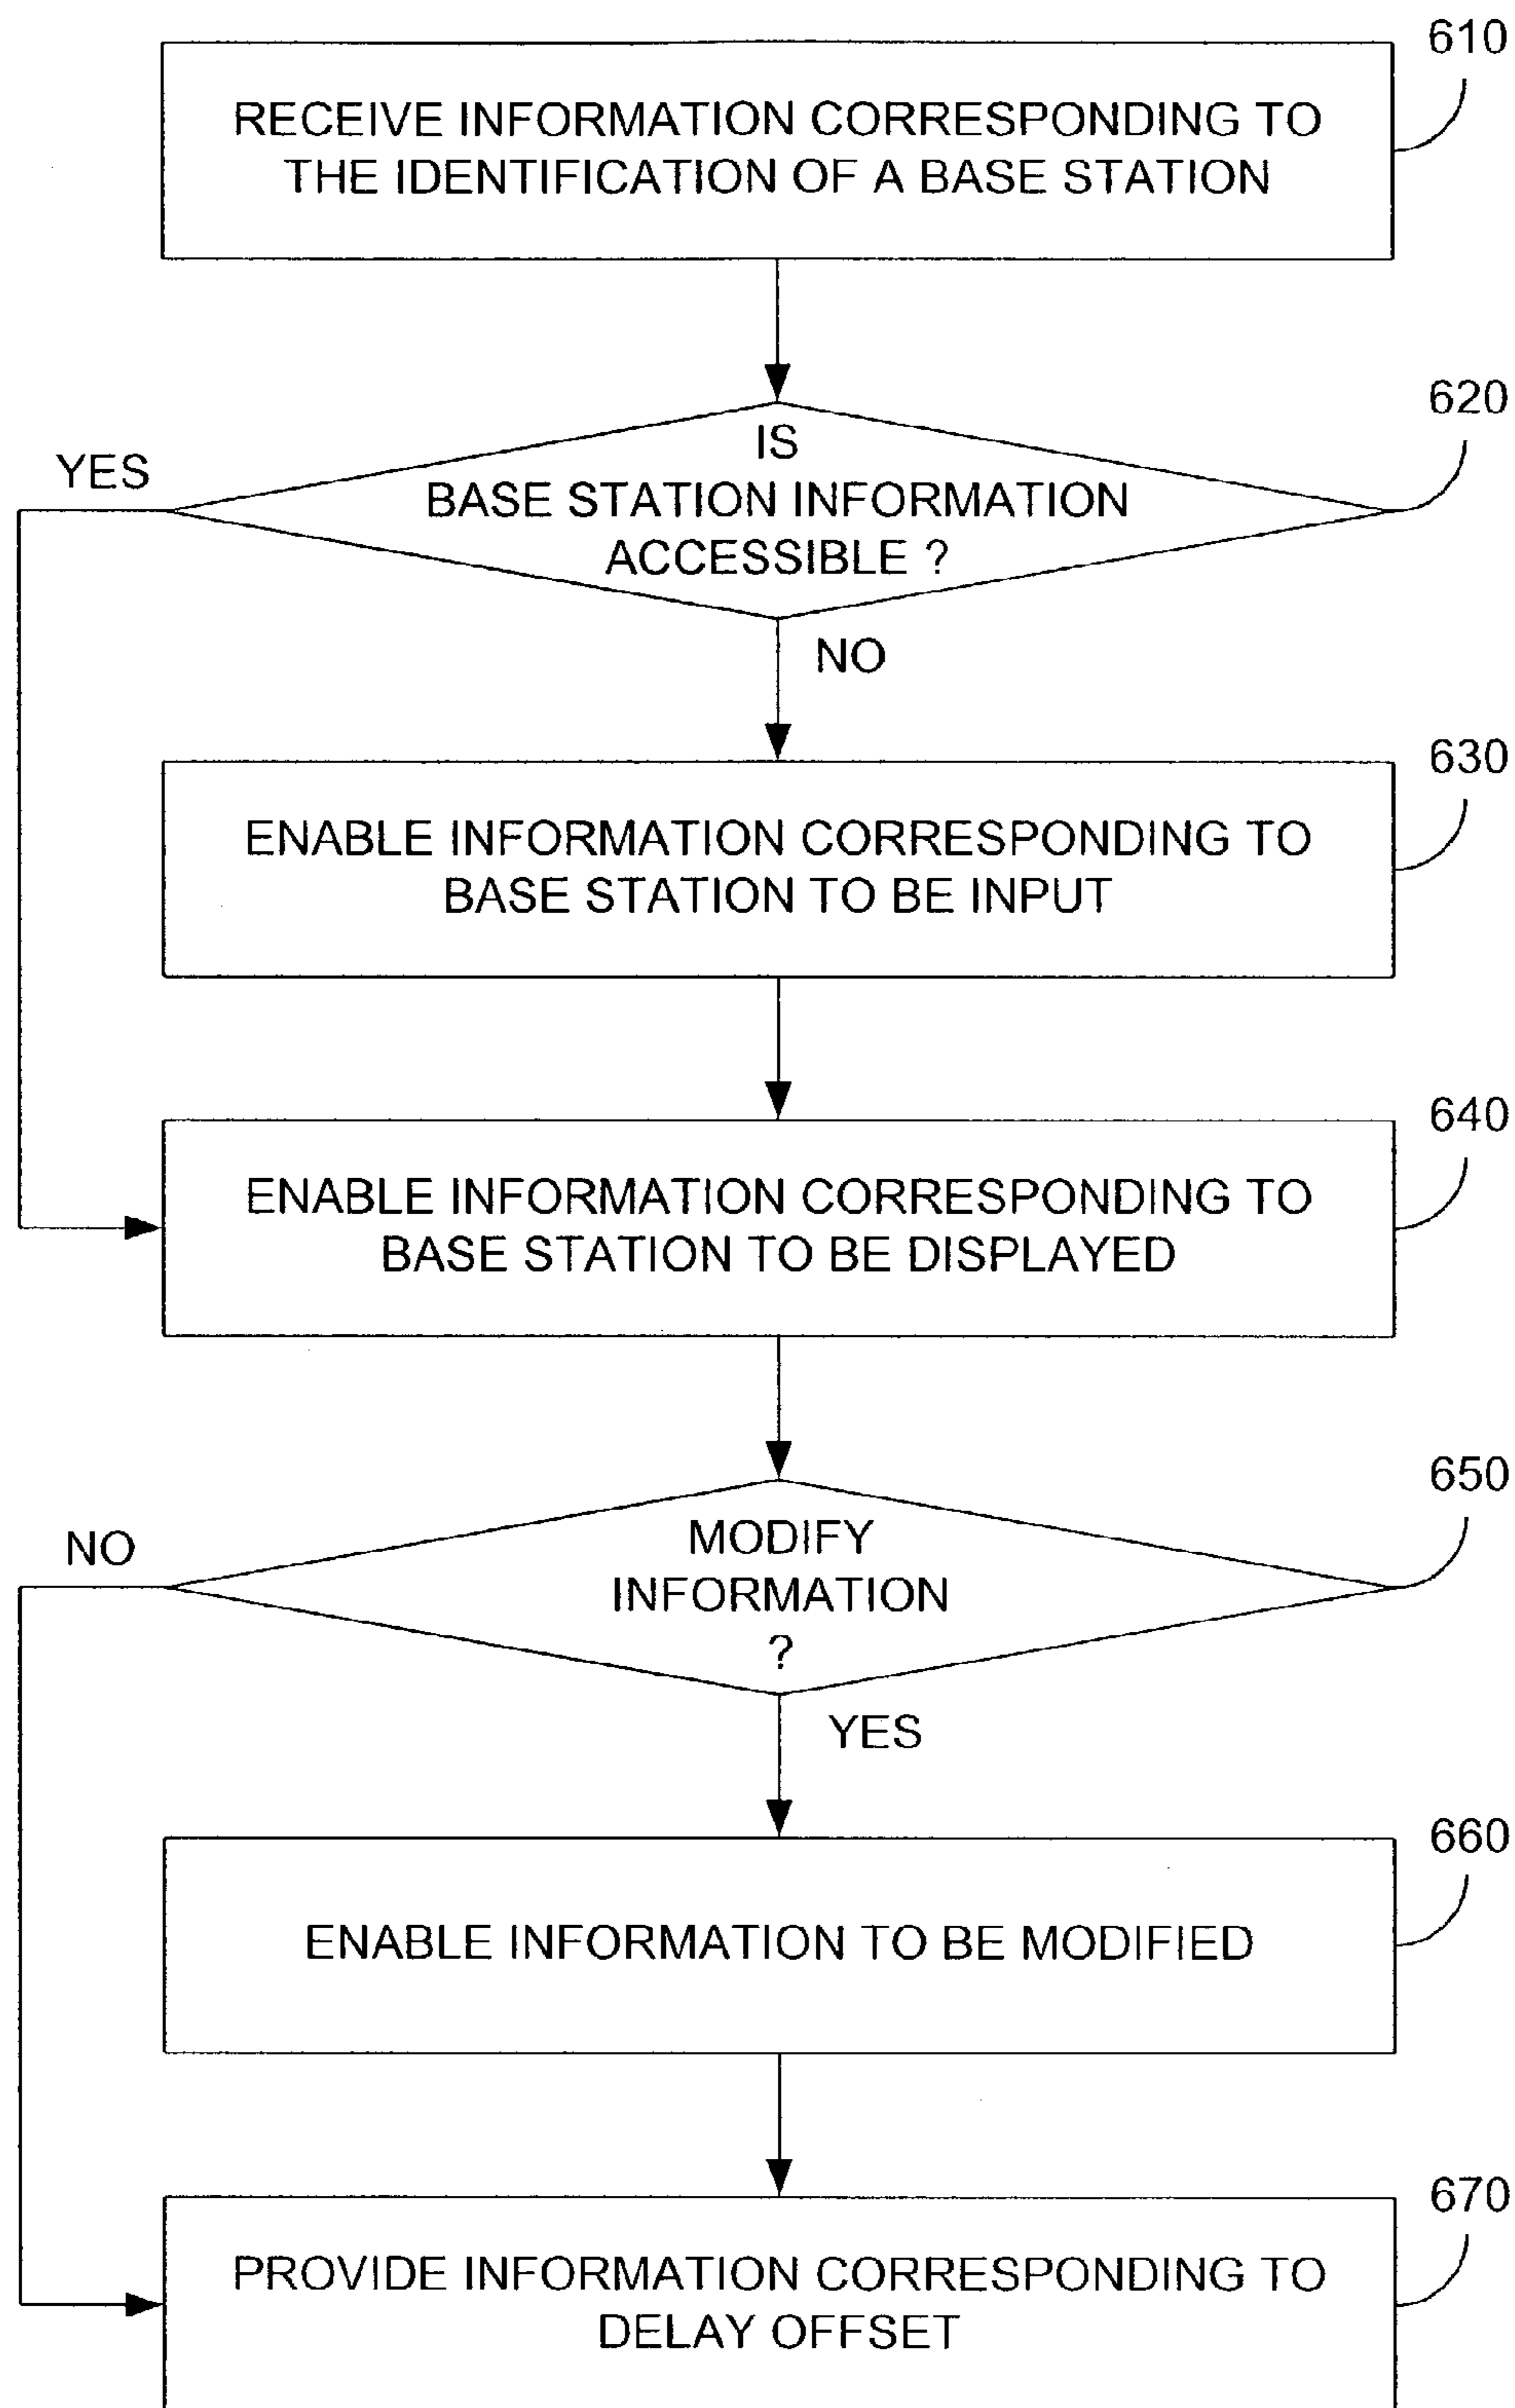 610
RECEIVE INFORMATION CORRESPONDING TO
THE IDENTIFICATION OF A BASE STATION
620
IS
BASE STATION INFORMATION
ACCESSIBLE ?
YES
NO
630
ENABLE INFORMATION CORRESPONDING TO
BASE STATION TO BE INPUT
640
ENABLE INFORMATION CORRESPONDING TO
BASE STATION TO BE DISPLAYED
650
MODIFY
INFORMATION
?
NO
YES
660
ENABLE INFORMATION TO BE MODIFIED
670
PROVIDE INFORMATION CORRESPONDING TO
DELAY OFFSET